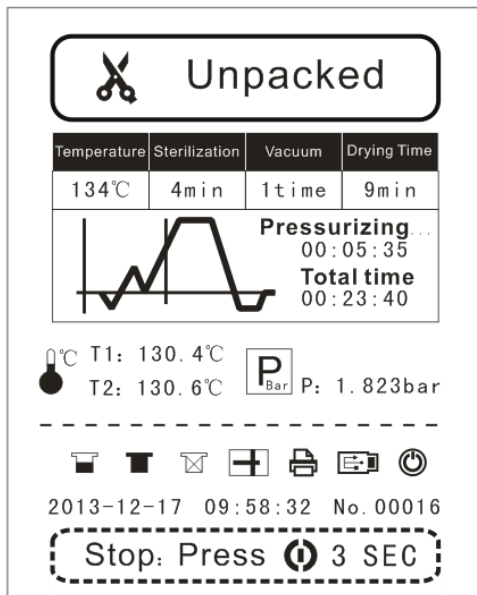 Unpacked
Temperature Sterilization Vacuum Drying Time
134℃ 4min 1time 9min
Pressurizing...
00:05:35
Total time
00:23:40
℃ T1: 130.4℃
T2: 130.6℃
P Bar P: 1.823bar
2013-12-17 09:58:32 No.00016
Stop: Press 3 SEC